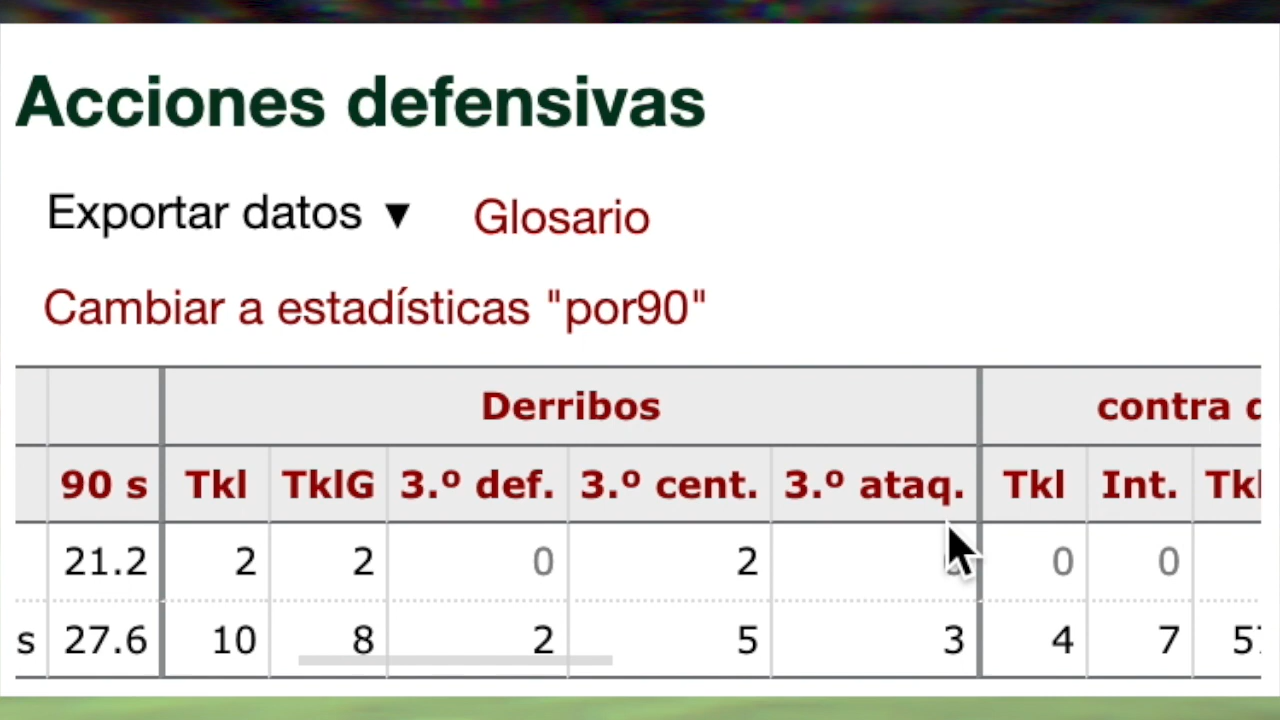 Acciones defensivas
Exportar datos ▼ Glosario
Cambiar a estadísticas "por90"
Derribos contra
90 s Tkl TklG 3.º def. 3.º cent. 3.º ataq. Tkl Int.
21.2 2 2 0 2 0 0
s 27.6 10 8 2 5 3 4 7